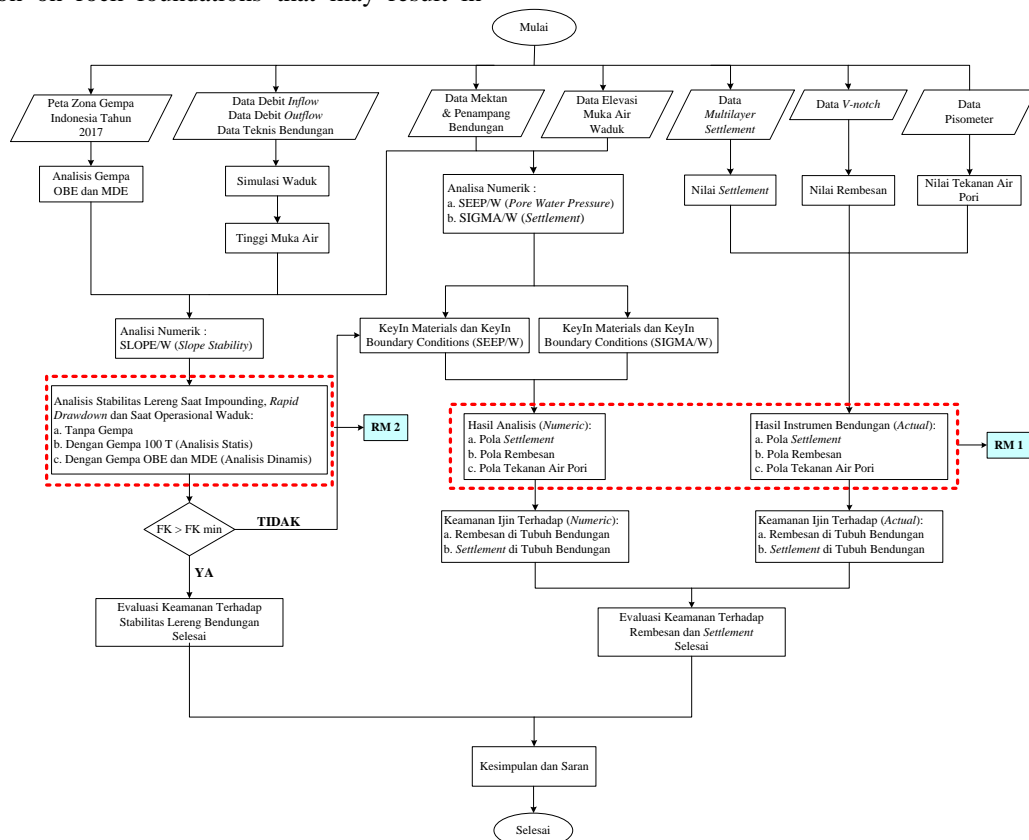 on on rock foundations that may result in
Mulai
Peta Zona Gempa
Indonesia Tahun
2017
Data Debit Inflow
Data Debit Outflow
Data Teknis Bendungan
Data Mektan
& Penampang
Bendungan
Data Elevasi
Muka Air
Waduk
Data
Multilayer
Settlement
Data V-notch
Data
Pisometer
Analisis Gempa
OBE dan MDE
Simulasi Waduk
Tinggi Muka Air
Analisa Numerik :
a. SEEP/W (Pore Water Pressure)
b. SIGMA/W (Settlement)
Nilai Settlement
Nilai Rembesan
Nilai Tekanan Air
Pori
Analisi Numerik :
SLOPE/W (Slope Stability)
KeyIn Materials dan KeyIn
Boundary Conditions (SEEP/W)
KeyIn Materials dan KeyIn
Boundary Conditions (SIGMA/W)
Analisis Stabilitas Lereng Saat Impounding, Rapid
Drawdown dan Saat Operasional Waduk:
a. Tanpa Gempa
b. Dengan Gempa 100 T (Analisis Statis)
c. Dengan Gempa OBE dan MDE (Analisis Dinamis)
RM 2
Hasil Analisis (Numeric):
a. Pola Settlement
b. Pola Rembesan
c. Pola Tekanan Air Pori
Hasil Instrumen Bendungan (Actual):
a. Pola Settlement
b. Pola Rembesan
c. Pola Tekanan Air Pori
RM 1
FK > FK min
TIDAK
YA
Keamanan Ijin Terhadap (Numeric):
a. Rembesan di Tubuh Bendungan
b. Settlement di Tubuh Bendungan
Keamanan Ijin Terhadap (Actual):
a. Rembesan di Tubuh Bendungan
b. Settlement di Tubuh Bendungan
Evaluasi Keamanan Terhadap
Stabilitas Lereng Bendungan
Selesai
Evaluasi Keamanan Terhadap
Rembesan dan Settlement
Selesai
Kesimpulan dan Saran
Selesai